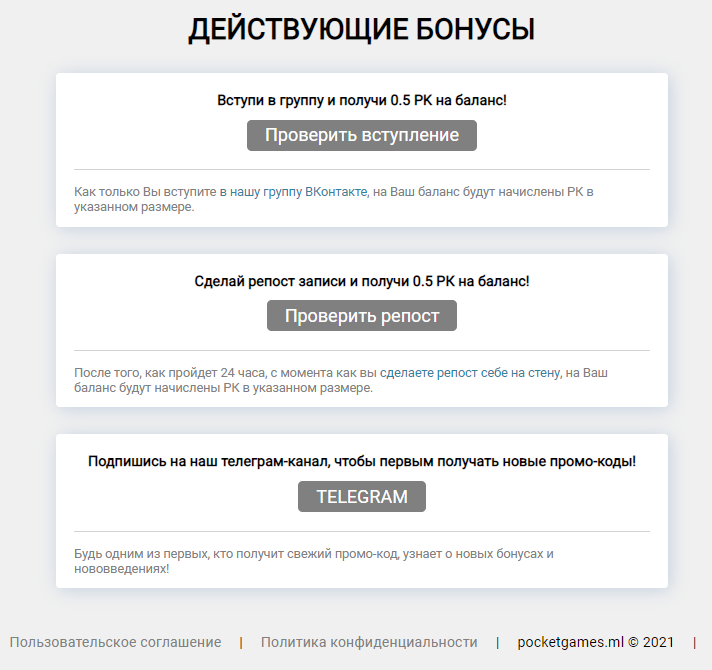 ДЕЙСТВУЮЩИЕ БОНУСЫ
Вступи в группу и получи 0.5 РК на баланс!
Проверить вступление
Как только Вы вступите в нашу группу ВКонтакте, на Ваш баланс будут начислены РК в
указанном размере.
Сделай репост записи и получи 0.5 РК на баланс!
Проверить репост
После того, как пройдет 24 часа, с момента как вы сделаете репост себе на стену, на Ваш
баланс будут начислены РК в указанном размере.
Подпишись на наш телеграм-канал, чтобы первым получать новые промо-коды!
TELEGRAM
Будь одним из первых, кто получит свежий промо-код, узнает о новых бонусах и
нововведениях!
Пользовательское соглашение | Политика конфиденциальности | pocketgames.ml © 2021 |